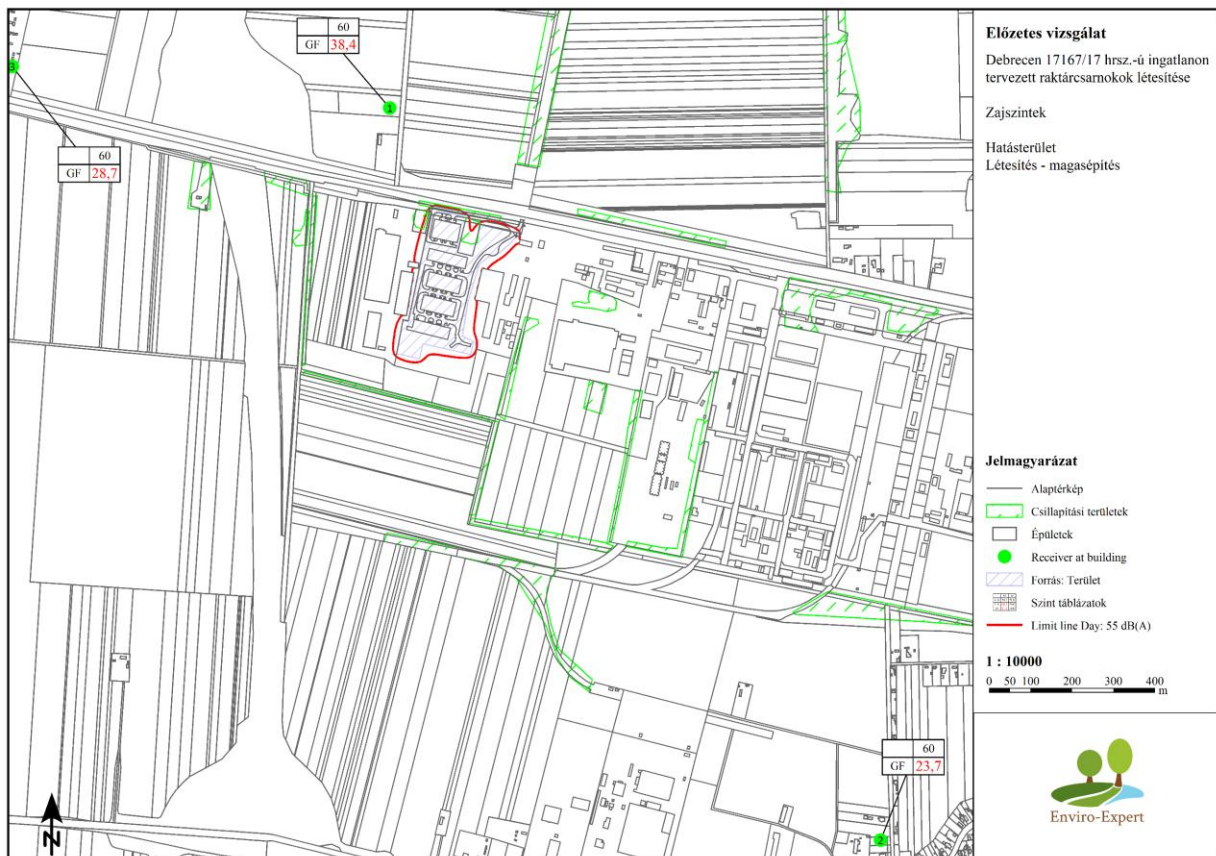 60
GF 38,4
1
3
60
GF 28,7
60
GF 23,7
2
N
Előzetes vizsgálat
Debrecen 17167/17 hrsz.-ú ingatlanon
tervezett raktárcsarnokok létesítése
Zajszintek
Hatásterület
Létesítés - magasépítés
Jelmagyarázat
Alaptérkép
Csillapítási területek
Épületek
Receiver at building
Forrás: Terület
Szint táblázatok
Limit line Day: 55 dB(A)
1 : 10000
0 50 100 200 300 400
m
Enviro-Expert